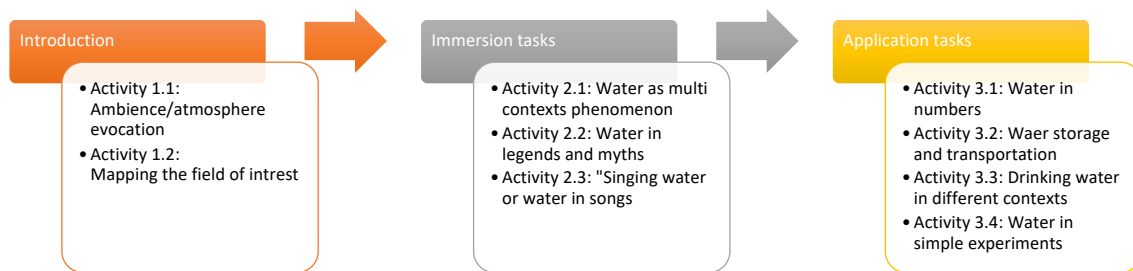 Introduction
• Activity 1.1:
Ambience/atmosphere
evocation
• Activity 1.2:
Mapping the field of intrest
Immersion tasks
• Activity 2.1: Water as multi
contexts phenomenon
• Activity 2.2: Water in
legends and myths
• Activity 2.3: "Singing water
or water in songs
Application tasks
• Activity 3.1: Water in
numbers
• Activity 3.2: Waer storage
and transportation
• Activity 3.3: Drinking water
in different contexts
• Activity 3.4: Water in
simple experiments